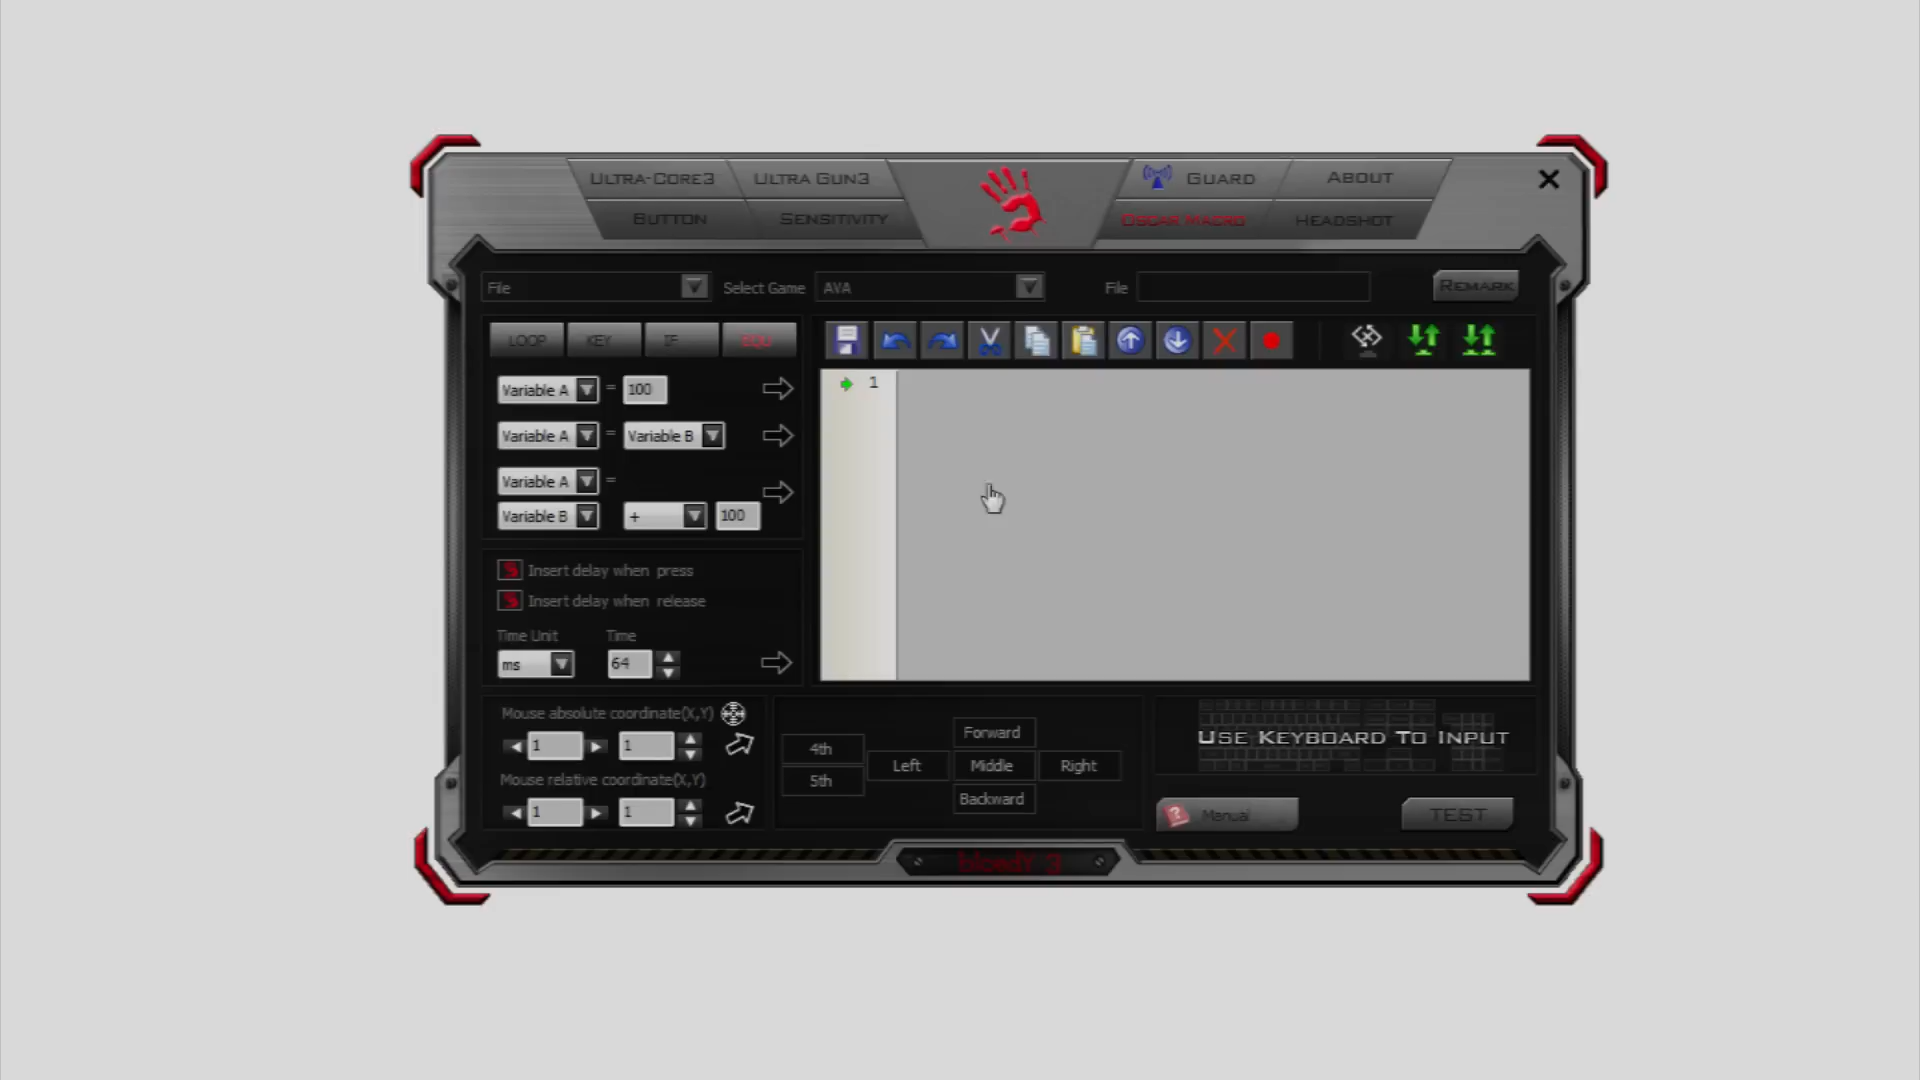 ULTRA-CORE3 ULTRA GUN3 GUARD ABOUT
BUTTON SENSITIVITY OSCAR MACRO HEADSHOT
File Select Game AVA File REMARK
LOOP KEY IF EQU
1
Variable A = 100
Variable A = Variable B
Variable A =
Variable B + 100
Insert delay when press
Insert delay when release
Time Unit Time
ms 64
Mouse absolute coordinate(X,Y)
1 1
Mouse relative coordinate(X,Y)
1 1
4th
5th
Left
Forward
Middle
Backward
Right
USE KEYBOARD TO INPUT
Manual TEST
bloody 3